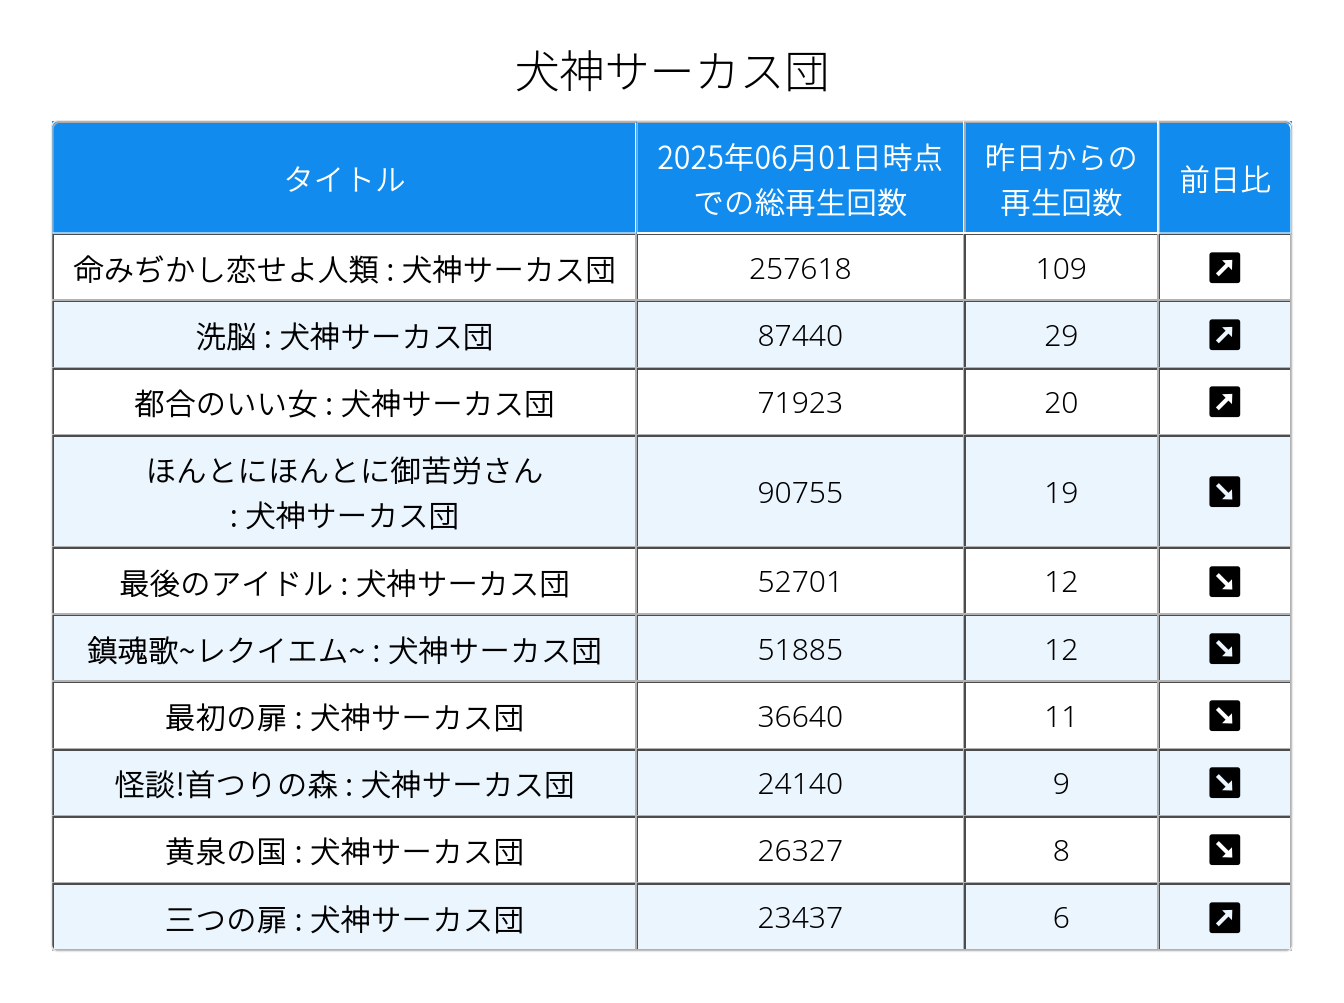 犬神サーカス団
タイトル
2025年06月01日時点
での総再生回数
昨日からの
再生回数
前日比
命みぢかし恋せよ人類 : 犬神サーカス団 257618 109 ↗
洗脳 : 犬神サーカス団 87440 29 ↗
都合のいい女 : 犬神サーカス団 71923 20 ↗
ほんとにほんとに御苦労さん
: 犬神サーカス団 90755 19 ↘
最後のアイドル : 犬神サーカス団 52701 12 ↘
鎮魂歌~レクイエム~ : 犬神サーカス団 51885 12 ↘
最初の扉 : 犬神サーカス団 36640 11 ↘
怪談!首つりの森 : 犬神サーカス団 24140 9 ↘
黄泉の国 : 犬神サーカス団 26327 8 ↘
三つの扉 : 犬神サーカス団 23437 6 ↗